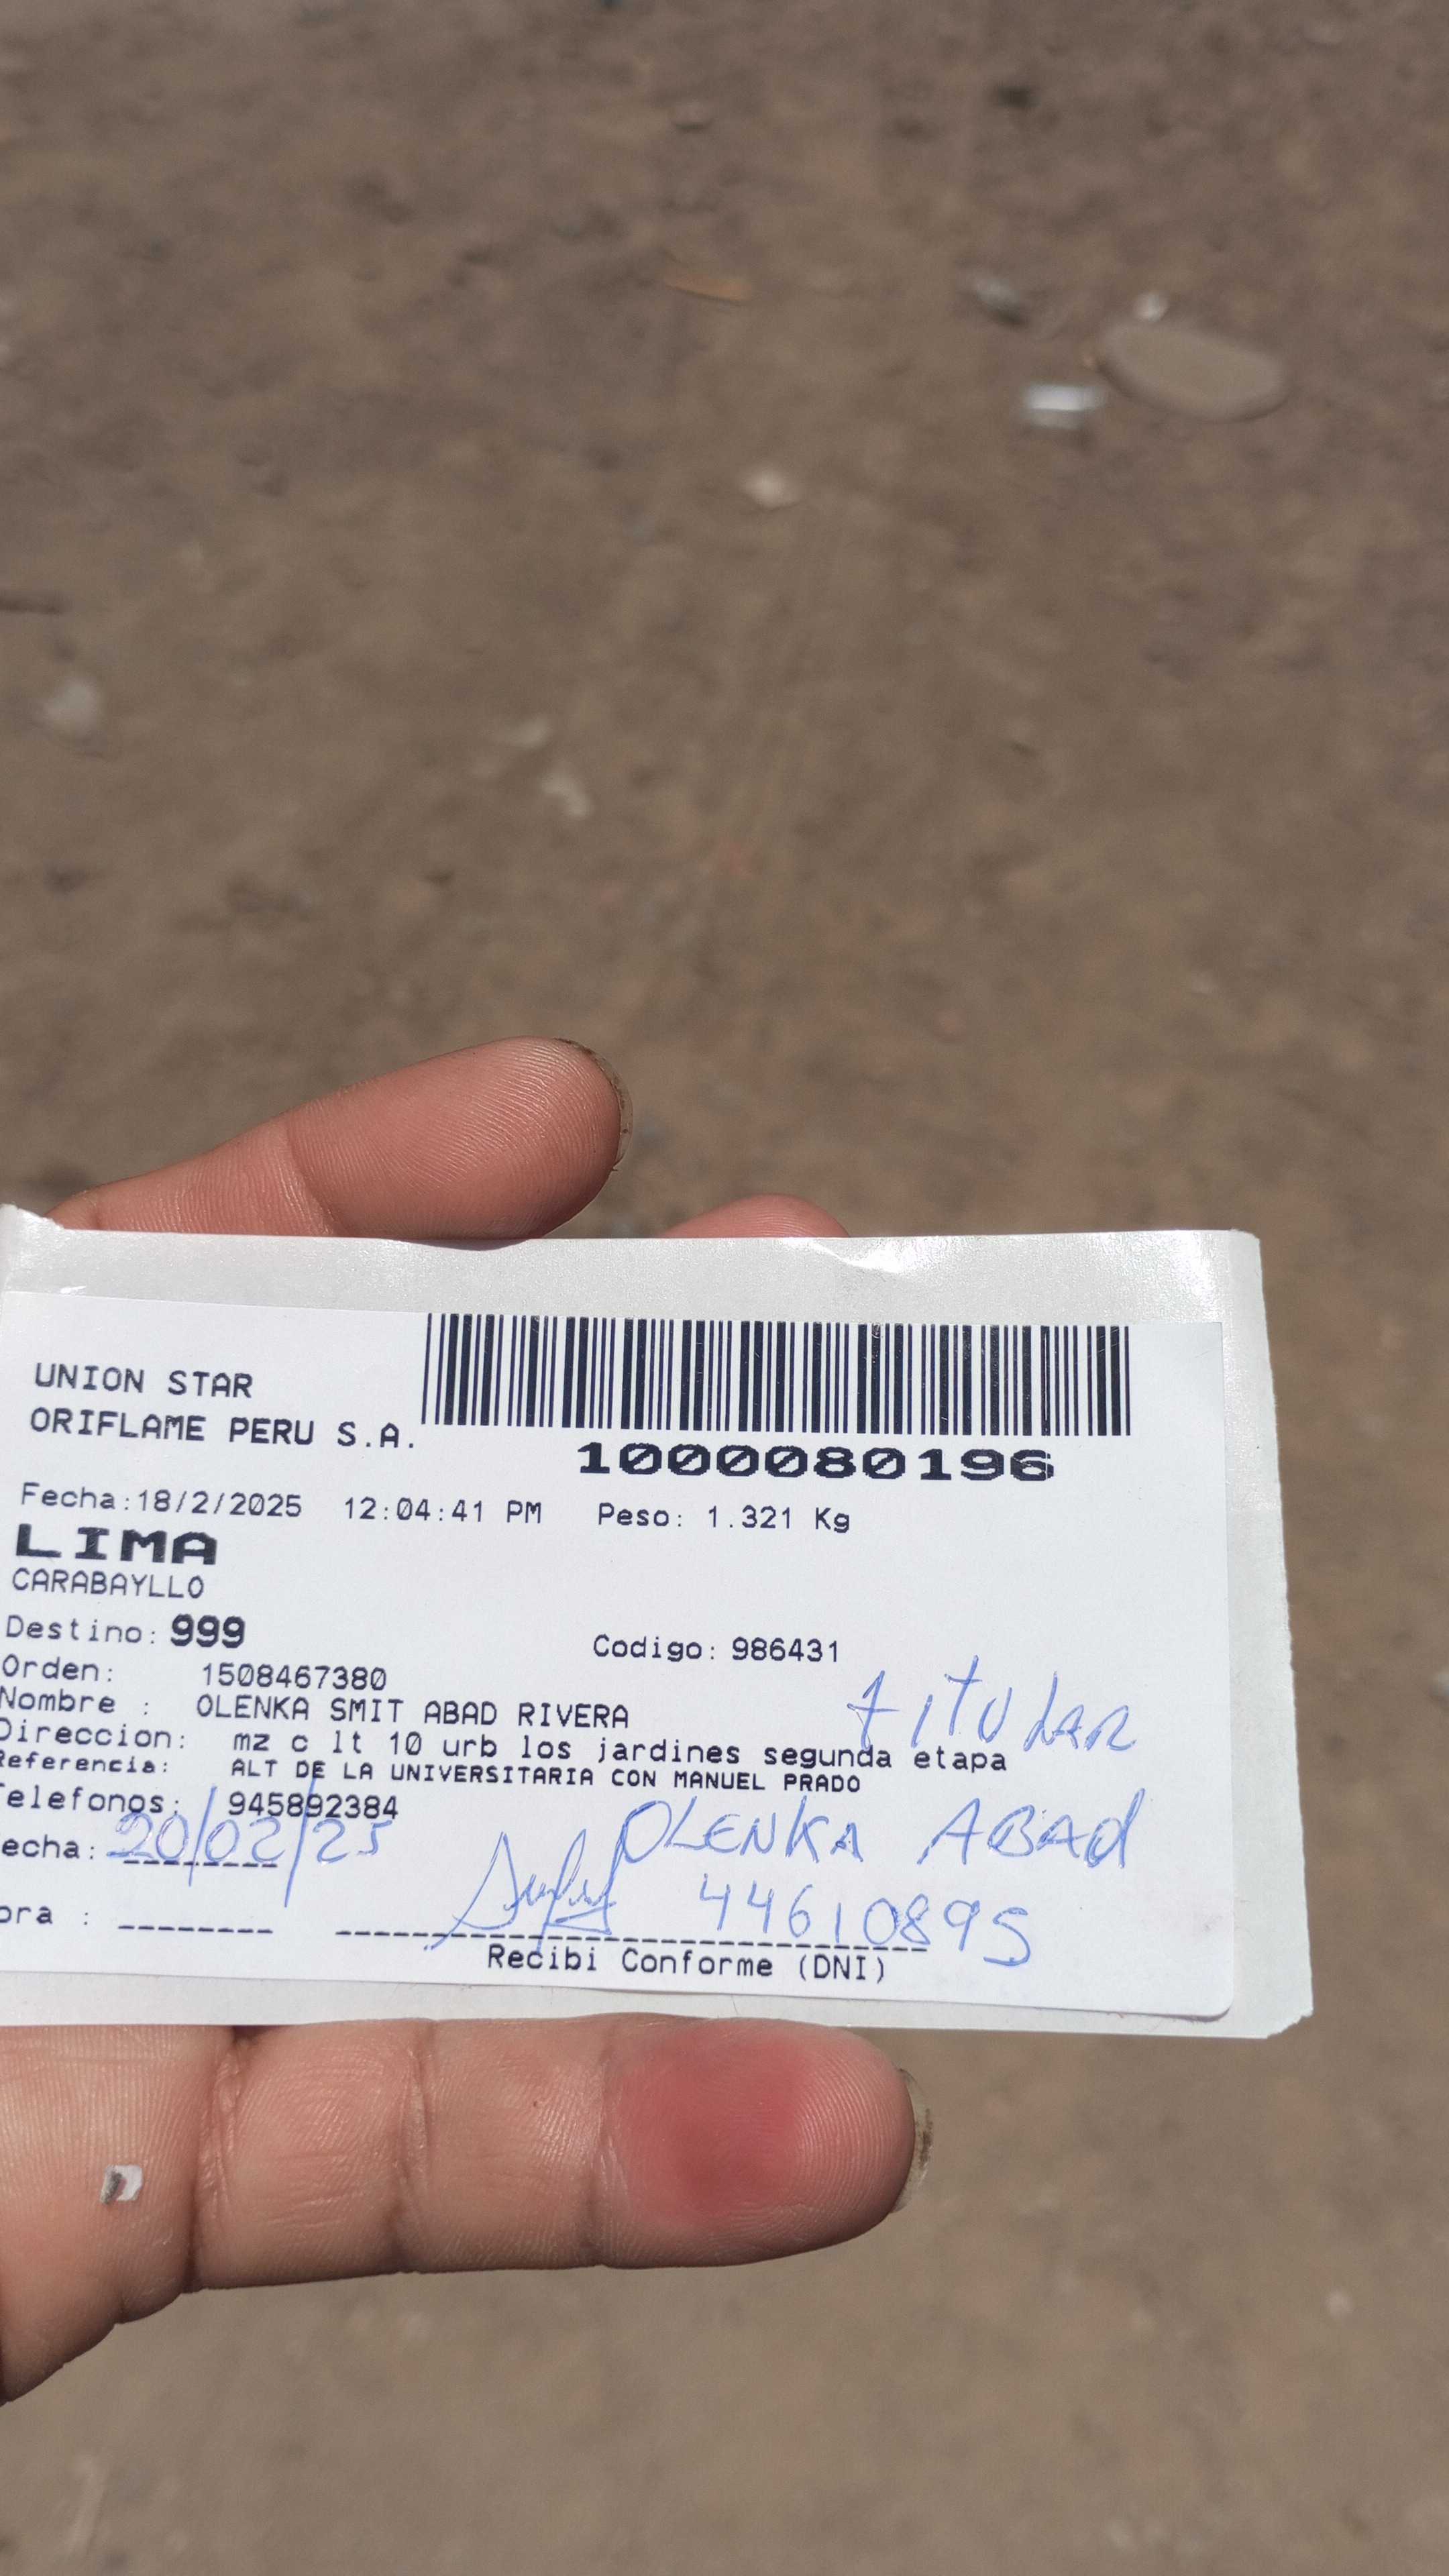 UNION STAR
ORIFLAME PERU S.A.
1000080196
Fecha:18/2/2025 12:04:41 PM Peso: 1.321 Kg
LIMA
CARABAYLLO
Destino: 999
Codigo: 986431
Orden: 1508467380
Nombre : OLENKA SMIT ABAD RIVERA
titular
Direccion: mz c lt 10 urb los jardines segunda etapa
Referencia: ALT DE LA UNIVERSITARIA CON MANUEL PRADO
Telefonos: 945892384
OLENKA ABAd
echa: 20/02/25
44610895
ora :
Recibi Conforme (DNI)